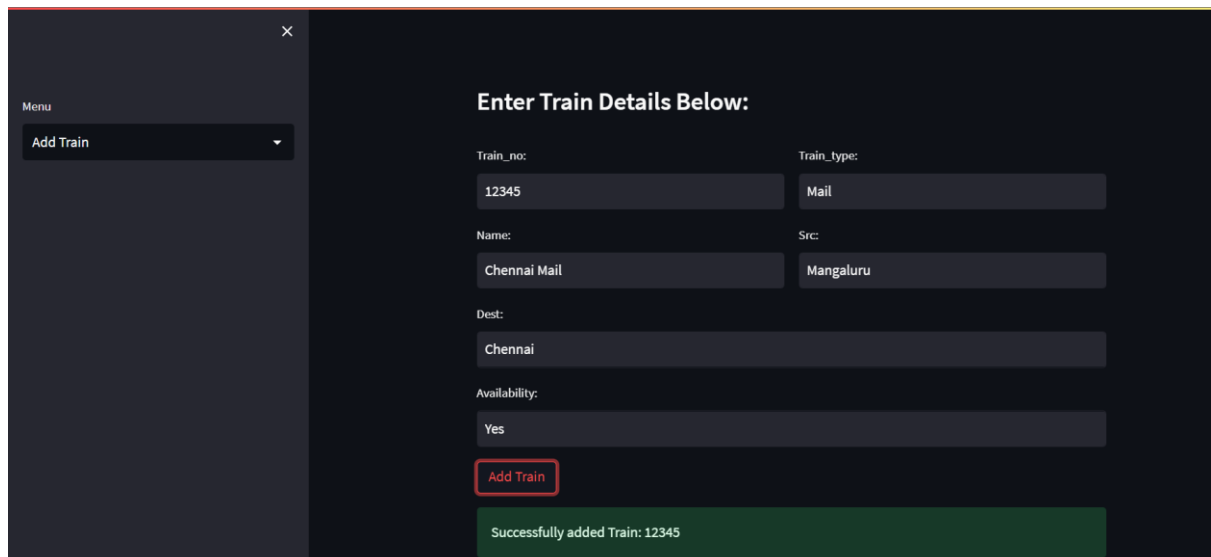 Menu
Add Train
Enter Train Details Below:
Train_no:
Train_type:
12345
Mail
Name:
Src:
Chennai Mail
Mangaluru
Dest:
Chennai
Availability:
Yes
Add Train
Successfully added Train: 12345